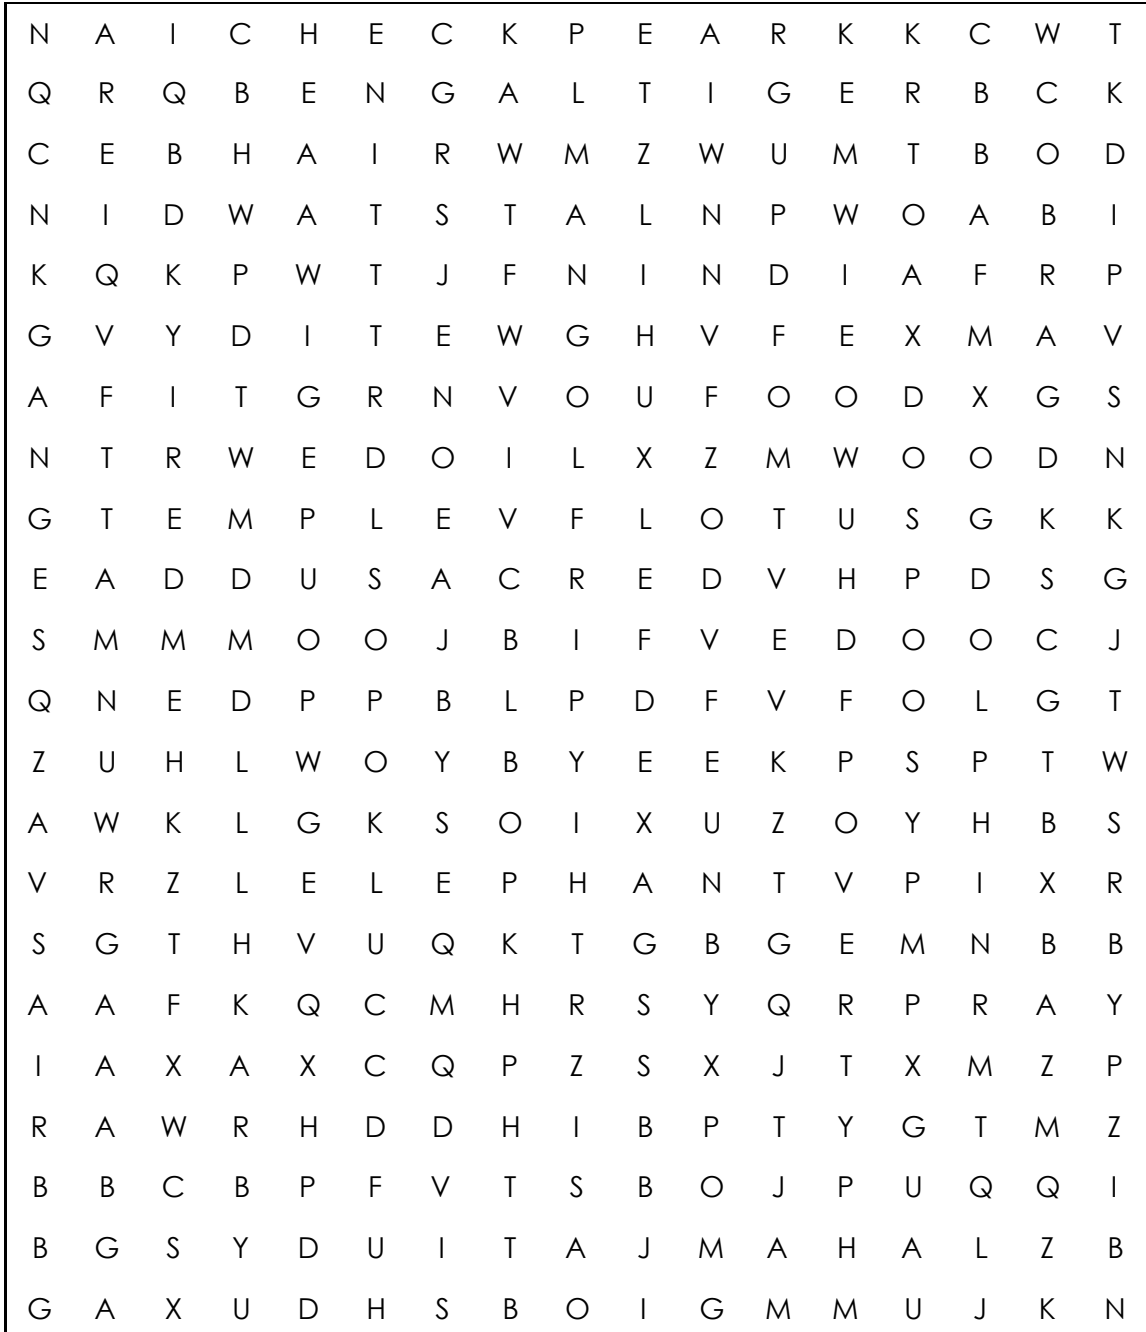 N A I C H E C K P E A R K K C W T
Q R Q B E N G A L T I G E R B C K
C E B H A I R W M Z W U M T B O D
N I D W A T S T A L N P W O A B I
K Q K P W T J F N I N D I A F R P
G V Y D I T E W G H V F E X M A V
A F I T G R N V O U F O O D X G S
N T R W E D O I L X Z M W O O D N
G T E M P L E V F L O T U S G K K
E A D D U S A C R E D V H P D S G
S M M M O O J B I F V E D O O C J
Q N E D P P B L P D F V F O L G T
Z U H L W O Y B Y E E K P S P T W
A W K L G K S O I X U Z O Y H B S
V R Z L E L E P H A N T V P I X R
S G T H V U Q K T G B G E M N B B
A A F K Q C M H R S Y Q R P R A Y
I A X A X C Q P Z S X J T X M Z P
R A W R H D D H I B P T Y G T M Z
B B C B P F V T S B O J P U Q Q I
B G S Y D U I T A J M A H A L Z B
G A X U D H S B O I G M M U J K N